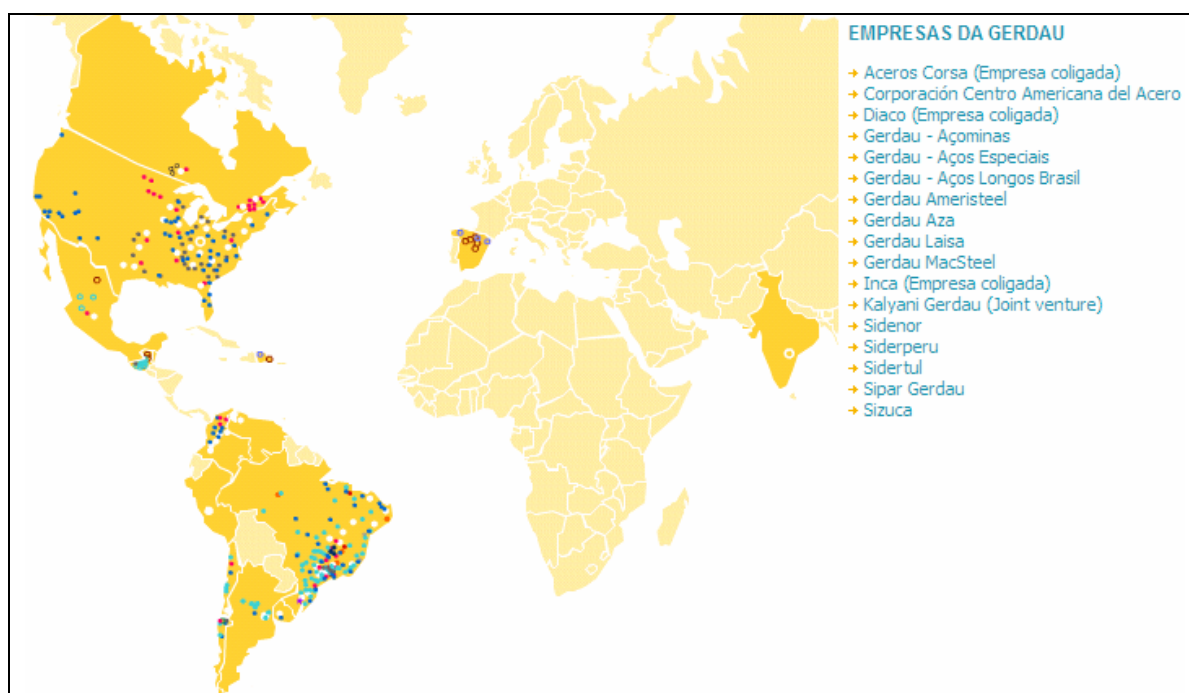 EMPRESAS DA GERDAU
Aceros Corsa (Empresa coligada)
Corporación Centro Americana del Acero
Diaco (Empresa coligada)
Gerdau - Açominas
Gerdau - Aços Especiais
Gerdau - Aços Longos Brasil
Gerdau Ameristeel
Gerdau Aza
Gerdau Laisa
Gerdau MacSteel
Inca (Empresa coligada)
Kalyani Gerdau (Joint venture)
Sidenor
Siderperu
Sidertul
Sipar Gerdau
Sizuca